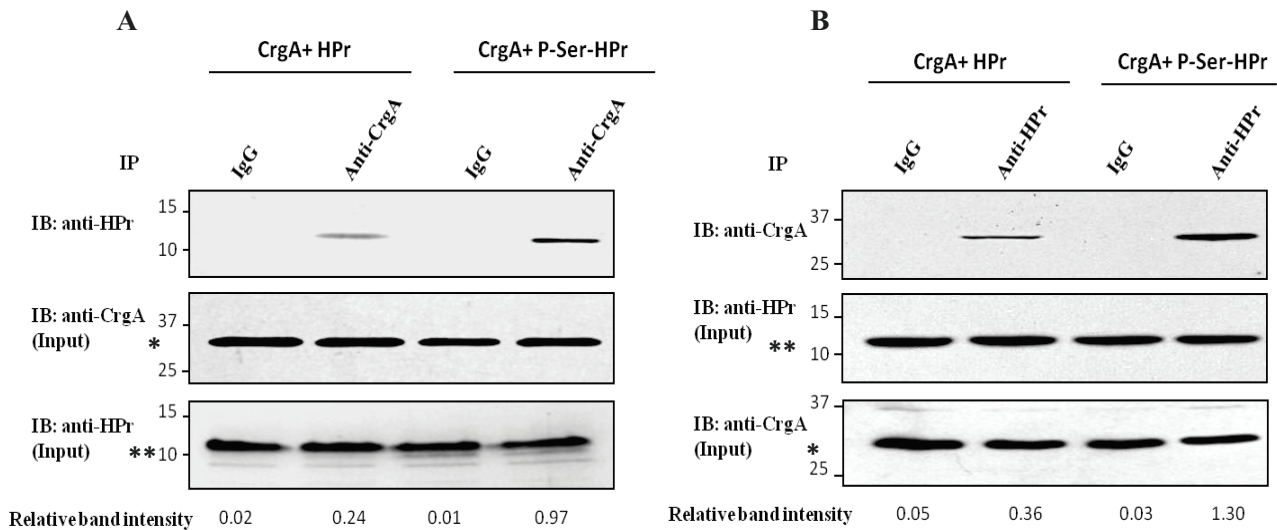 A
CrgA+ HPr CrgA+ P-Ser-HPr
IP IgG Anti-CrgA IgG Anti-CrgA
IB: anti-HPr
15
10
IB: anti-CrgA
(Input) *
37
25
IB: anti-HPr
(Input) **
15
10
Relative band intensity 0.02 0.24 0.01 0.97
B
CrgA+ HPr CrgA+ P-Ser-HPr
IP IgG Anti-HPr IgG Anti-HPr
IB: anti-CrgA
37
25
IB: anti-HPr
(Input) **
15
10
IB: anti-CrgA
(Input) *
37
25
Relative band intensity 0.05 0.36 0.03 1.30